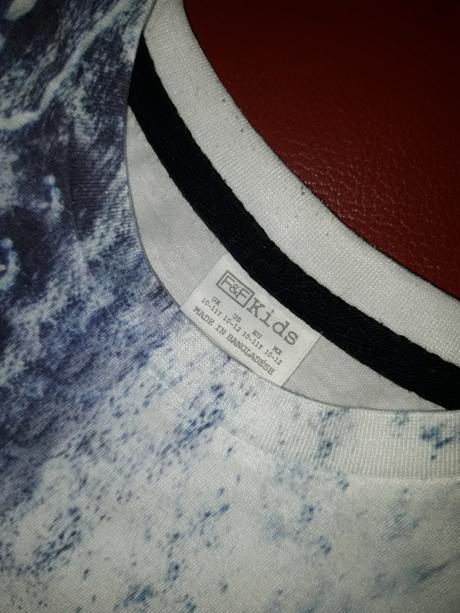 F&F Kids
UK US EU MX
10-11Y 10-12 10-11Y 10-12
MADE IN BANGLADESH